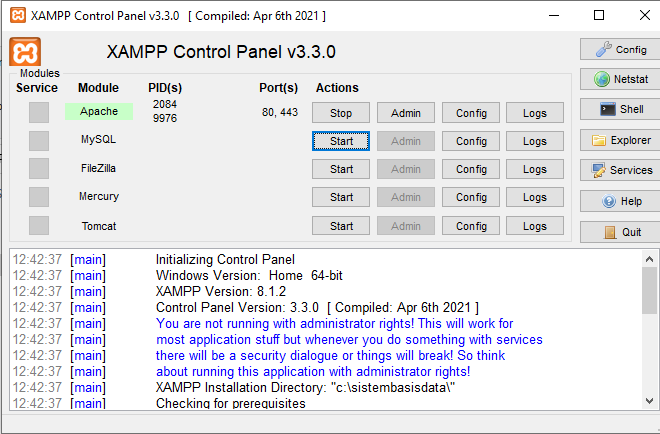 XAMPP Control Panel v3.3.0 [ Compiled: Apr 6th 2021 ]
XAMPP Control Panel v3.3.0
Config
Modules
Service Module PID(s) Port(s) Actions
Netstat
Apache 2084 9976 80, 443 Stop Admin Config Logs
Shell
MySQL Start Admin Config Logs
Explorer
FileZilla Start Admin Config Logs
Services
Mercury Start Admin Config Logs
Help
Tomcat Start Admin Config Logs
Quit
12:42:37 [main] Initializing Control Panel
12:42:37 [main] Windows Version: Home 64-bit
12:42:37 [main] XAMPP Version: 8.1.2
12:42:37 [main] Control Panel Version: 3.3.0 [ Compiled: Apr 6th 2021 ]
12:42:37 [main] You are not running with administrator rights! This will work for
12:42:37 [main] most application stuff but whenever you do something with services
12:42:37 [main] there will be a security dialogue or things will break! So think
12:42:37 [main] about running this application with administrator rights!
12:42:37 [main] XAMPP Installation Directory: "c:\sistembasisdata\"
12:42:37 [main] Checking for prerequisites